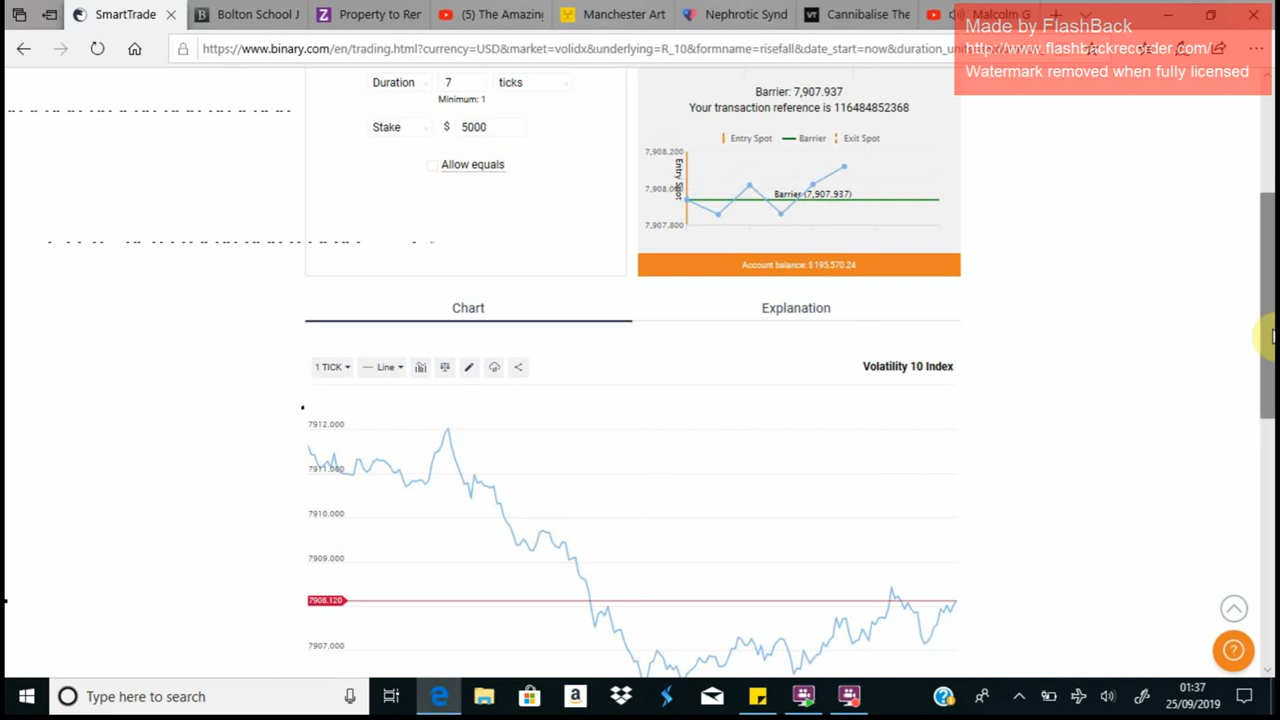 SmartTrade
Bolton School J
Property to Rer
(5) The Amazing
Manchester Art
Nephrotic Synd
Cannibalise The
Malcolm G
Made by FlashBack
http://www.flashbackrecorder.com/
Watermark removed when fully licensed
https://www.binary.com/en/trading.html?currency=USD&market=volidx&underlying=R_10&formname=risefall&date_start=now&duration_un
Duration
7
ticks
Minimum: 1
Stake
$
5000
Allow equals
Barrier: 7,907.937
Your transaction reference is 116484852368
Entry Spot
Barrier
Exit Spot
7,908.200
7,908.000
7,907.800
Entry Spot
Barrier (7,907.937)
Account balance: $195,570.24
Chart
Explanation
1 TICK
Line
Volatility 10 Index
7912.000
7911.000
7910.000
7909.000
7908.120
7907.000
Type here to search
01:37
25/09/2019